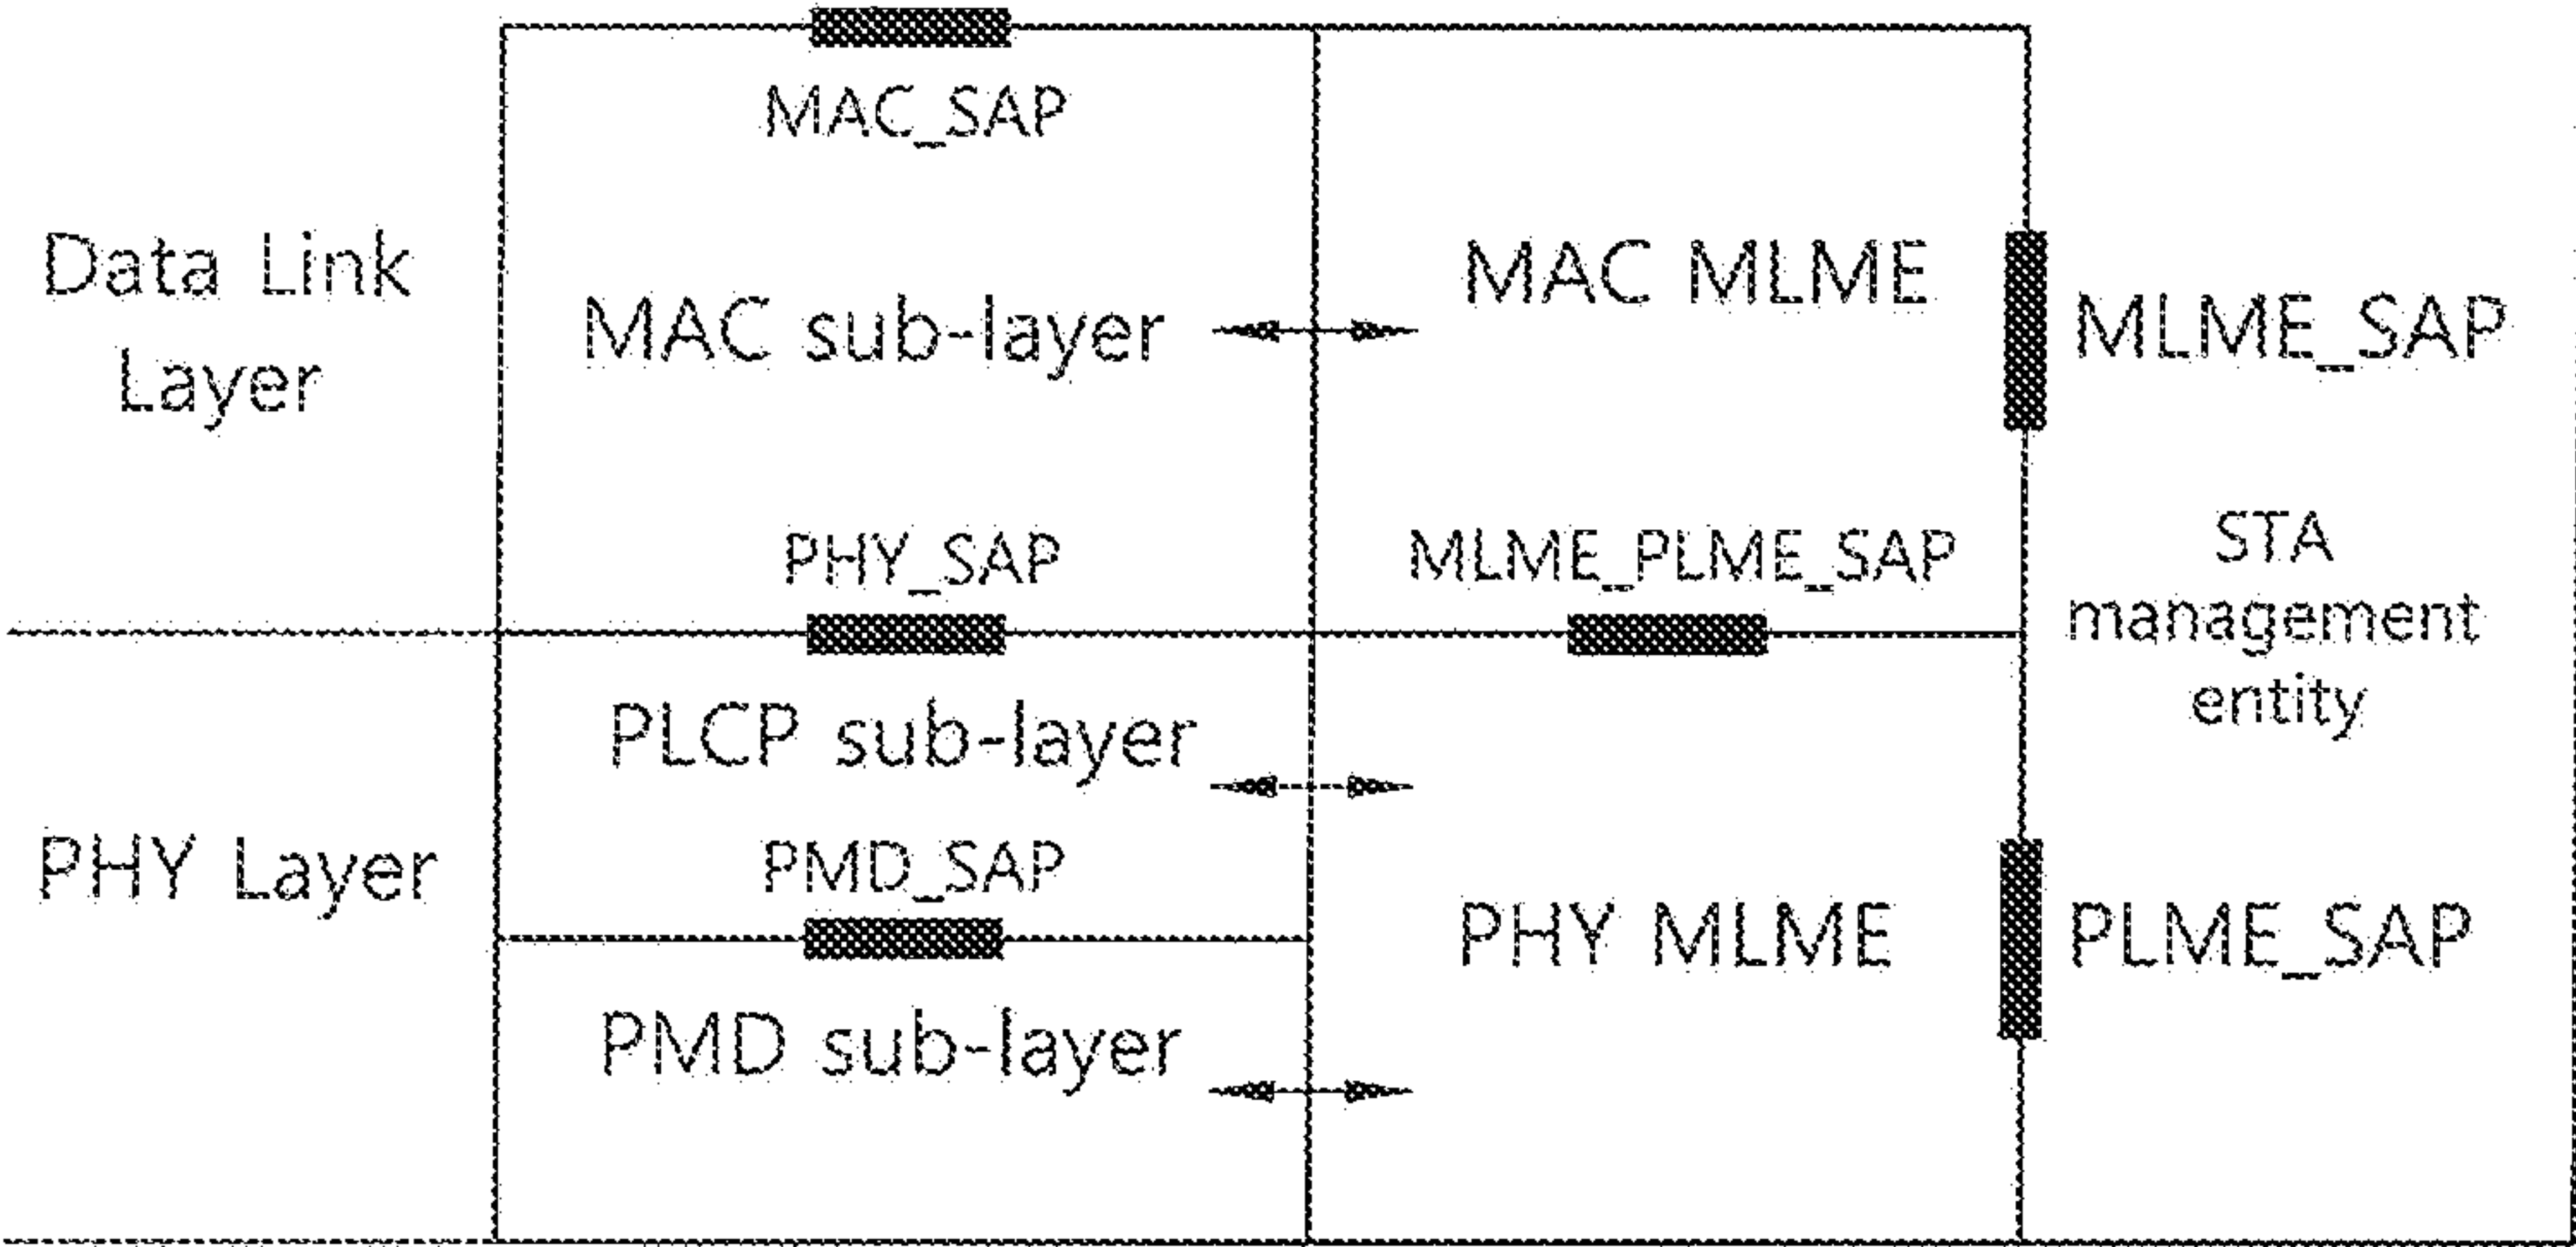 MAC_SAP
Data Link
Layer
MAC sub-layer
MAC MLME
MLME_SAP
PHY_SAP
MLME_PLME_SAP
STA
management
entity
PLCP sub-layer
PHY Layer
PMD_SAP
PHY MLME
PLME_SAP
PMD sub-layer